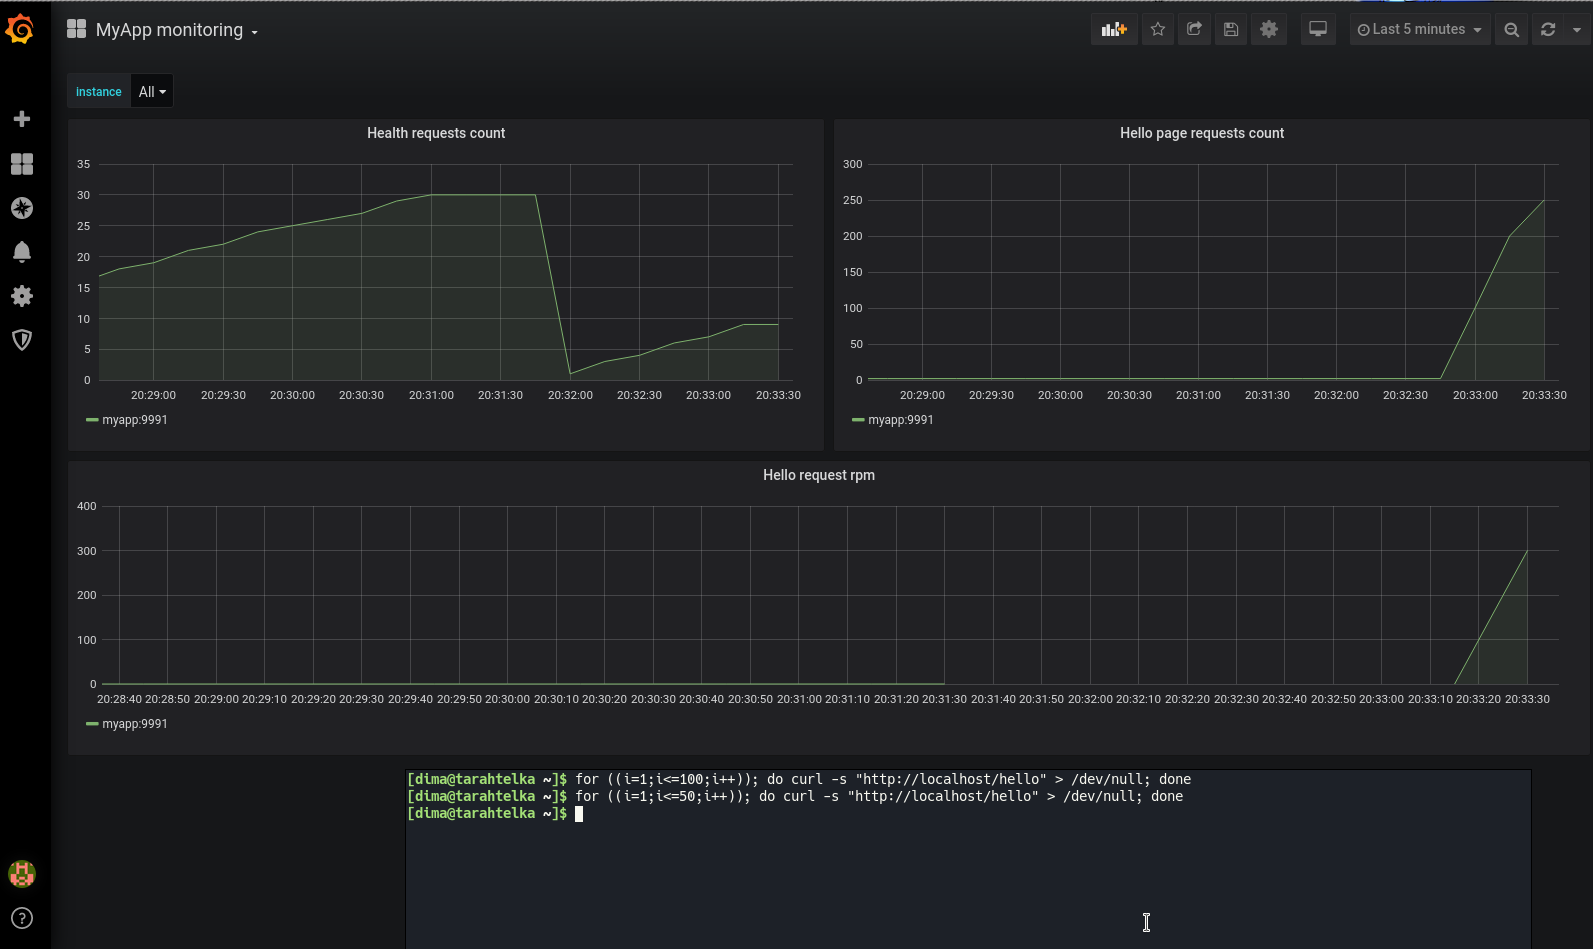 MyApp monitoring
Last 5 minutes
instance All
Health requests count
35
30
25
20
15
10
5
0
20:29:00 20:29:30 20:30:00 20:30:30 20:31:00 20:31:30 20:32:00 20:32:30 20:33:00 20:33:30
myapp:9991
Hello page requests count
300
250
200
150
100
50
0
20:29:00 20:29:30 20:30:00 20:30:30 20:31:00 20:31:30 20:32:00 20:32:30 20:33:00 20:33:30
myapp:9991
Hello request rpm
400
300
200
100
0
20:28:40 20:28:50 20:29:00 20:29:10 20:29:20 20:29:30 20:29:40 20:29:50 20:30:00 20:30:10 20:30:20 20:30:30 20:30:40 20:30:50 20:31:00 20:31:10 20:31:20 20:31:30 20:31:40 20:31:50 20:32:00 20:32:10 20:32:20 20:32:30 20:32:40 20:32:50 20:33:00 20:33:10 20:33:20 20:33:30
myapp:9991
[dima@tarahtelka ~]$ for ((i=1;i<=100;i++)); do curl -s "http://localhost/hello" > /dev/null; done
[dima@tarahtelka ~]$ for ((i=1;i<=50;i++)); do curl -s "http://localhost/hello" > /dev/null; done
[dima@tarahtelka ~]$